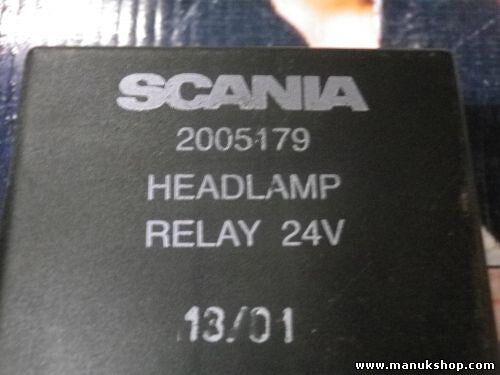 SCANIA
2005179
HEADLAMP
RELAY 24V
13/01
www.manukshop.com